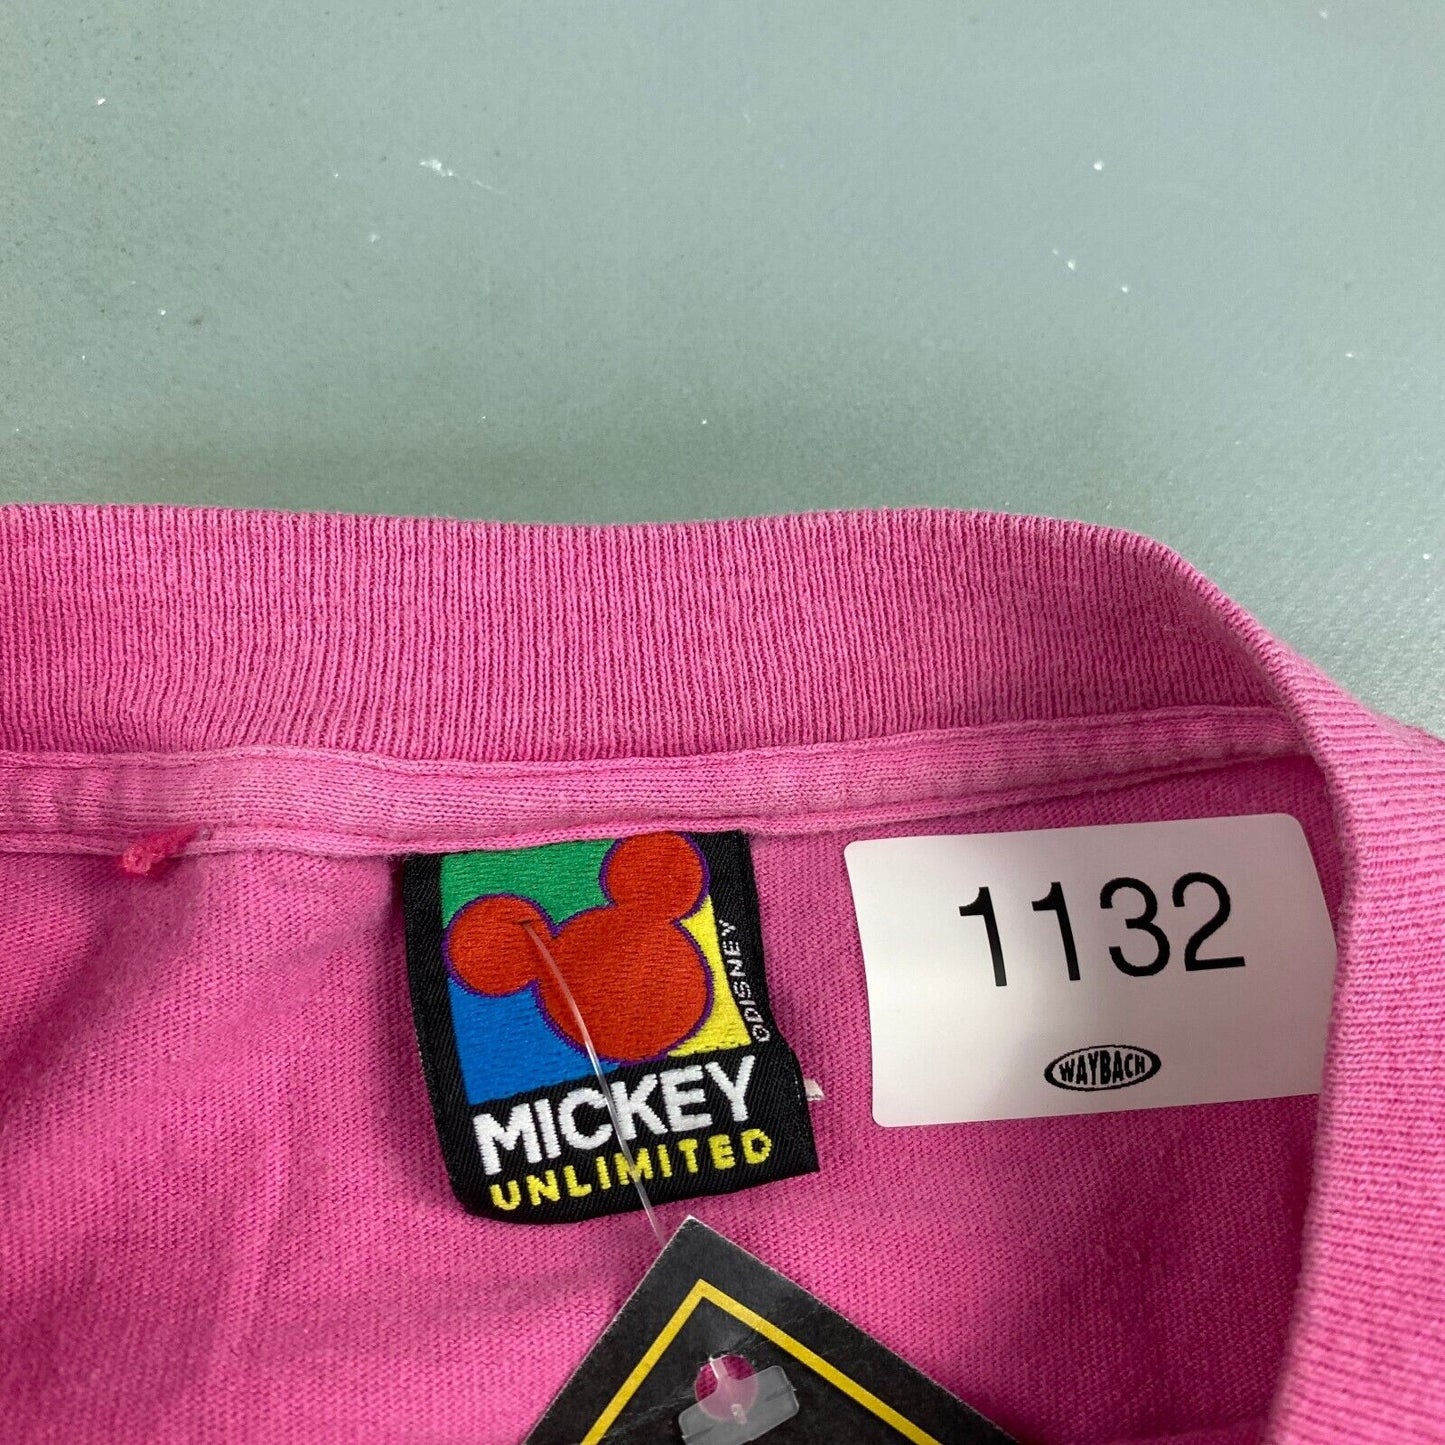 ©DISNEY
MICKEY
UNLIMITED
1132
WAYBACH